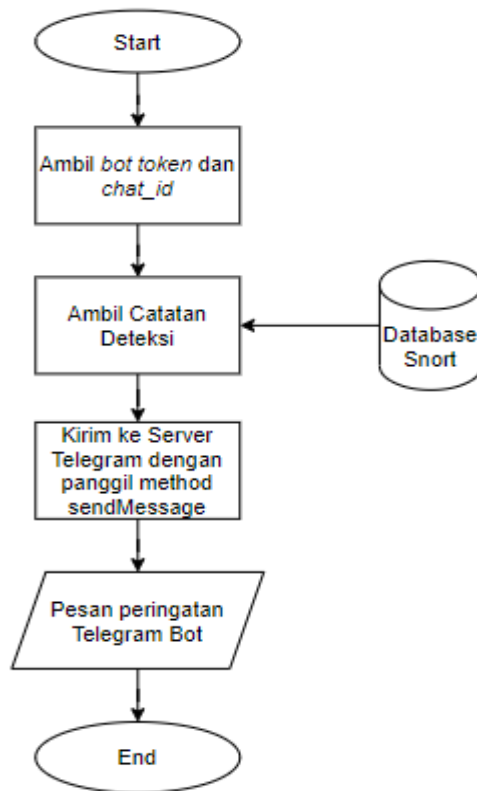 Start
Ambil bot token dan
chat_id
Ambil Catatan
Deteksi
Database
Snort
Kirim ke Server
Telegram dengan
panggil method
sendMessage
Pesan peringatan
Telegram Bot
End